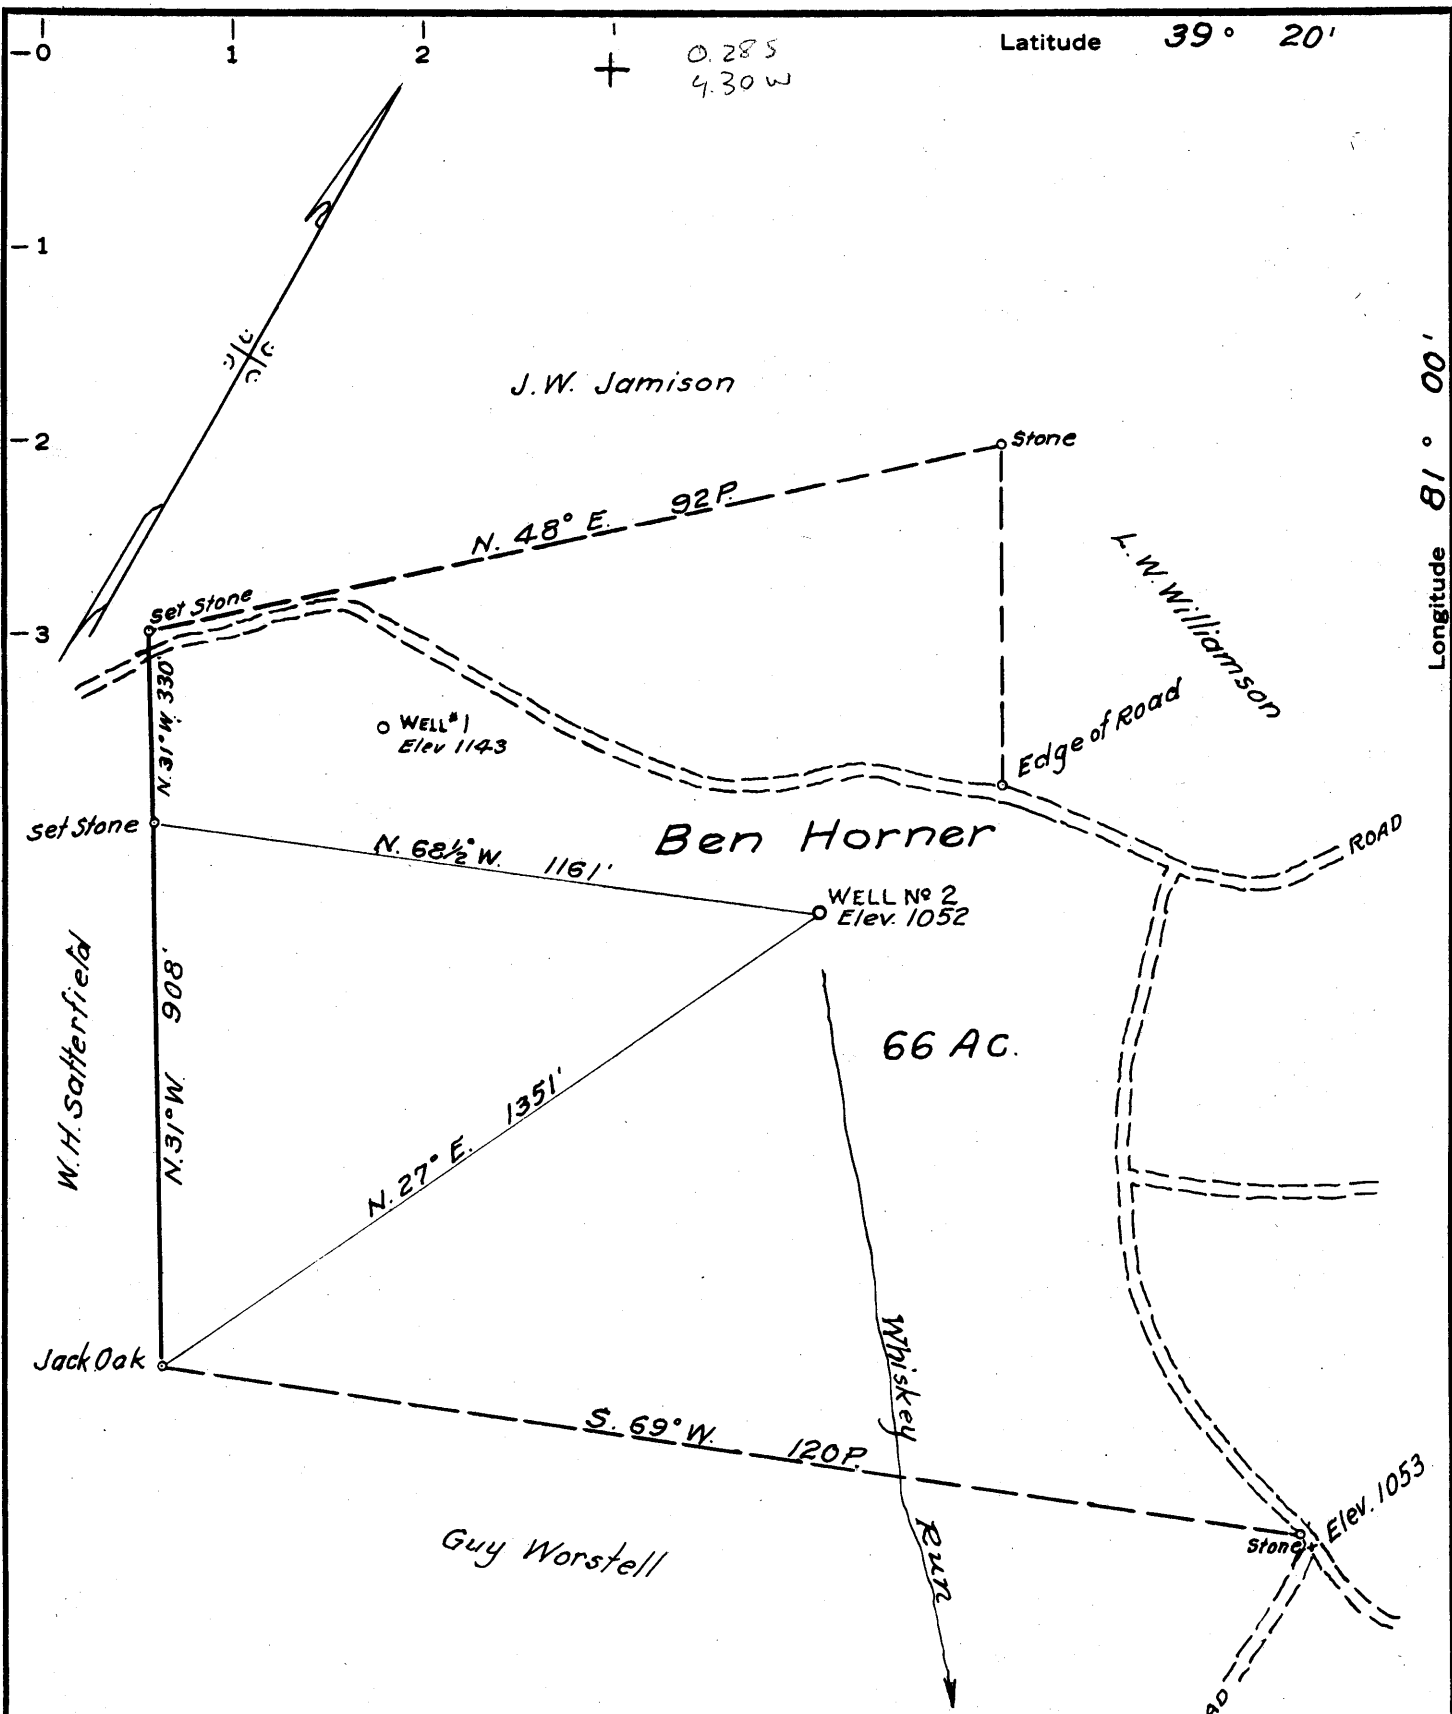 0 1 2
0.28 S
4.30 W
Latitude 39° 20'
1
2
3
Longitude 81° 00'
J.W. Jamison
Stone
N. 48° E. 92P.
L.W. Williamson
Set Stone
N. 31° W. 330'
WELL #1
Elev 1143
Edge of Road
Set Stone
N. 68½° W. 1161'
Ben Horner
ROAD
WELL No 2
Elev. 1052
W.H. Satterfield
N. 31° W. 908'
66 Ac.
N. 27° E. 1351'
Whiskey Run
Jack Oak
S. 69° W. 120P.
Elev. 1053
Stone
Guy Worstell